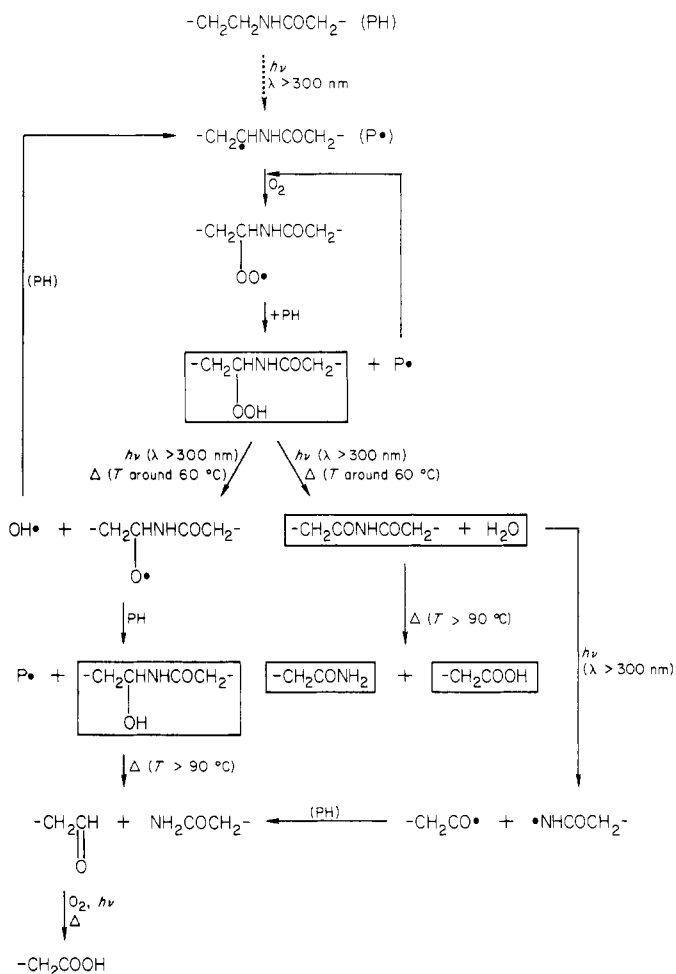 -CH₂CH₂NHCOCH₂- (PH)
hν
λ >300 nm
-CH₂CHNHCOCH₂- (P•)
•
O₂
-CH₂CHNHCOCH₂-
OO•
(PH)
+PH
-CH₂CHNHCOCH₂- + P•
OOH
hν (λ >300 nm) hν (λ >300 nm)
Δ (T around 60 °C) Δ (T around 60 °C)
OH• + -CH₂CHNHCOCH₂- -CH₂CONHCOCH₂- + H₂O
O•
PH Δ (T > 90 °C)
hν
(λ >300 nm)
P• + -CH₂CHNHCOCH₂- -CH₂CONH₂ + -CH₂COOH
OH
Δ (T > 90 °C)
-CH₂CH + NH₂COCH₂- (PH) -CH₂CO• + •NHCOCH₂-
O
O₂, hν
Δ
-CH₂COOH